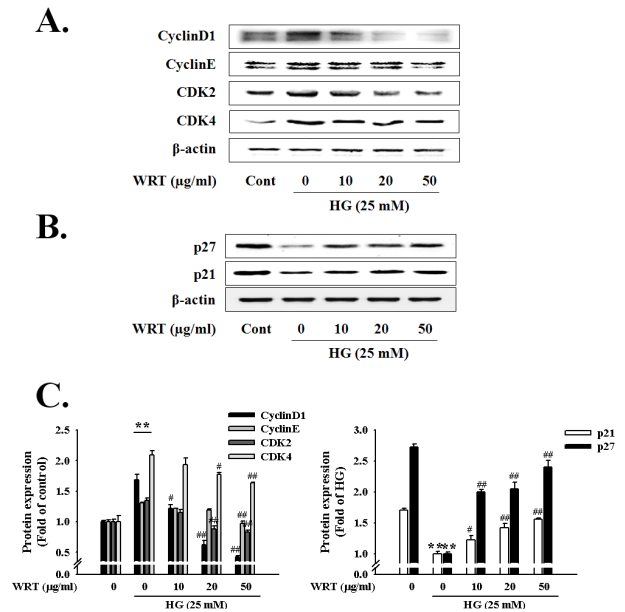 A.
CyclinD1
CyclinE
CDK2
CDK4
β-actin
WRT (μg/ml) Cont 0 10 20 50
HG (25 mM)
B.
p27
p21
β-actin
WRT (μg/ml) Cont 0 10 20 50
HG (25 mM)
C.
Protein expression
(Fold of control)
2.5
2.0
1.5
1.0
0.5
0.0
**
# ## # ## ## ## ## ##
CyclinD1
CyclinE
CDK2
CDK4
WRT (μg/ml) 0 0 10 20 50
HG (25 mM)
Protein expression
(Fold of HG)
3.0
2.5
2.0
1.5
1.0
0.0
** ** # ## ## ## ## ##
p21
p27
WRT (μg/ml) 0 0 10 20 50
HG (25 mM)